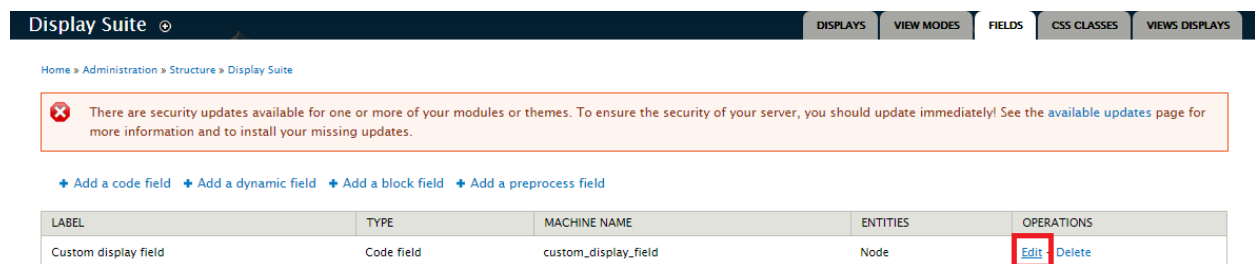 Display Suite
DISPLAYS VIEW MODES FIELDS CSS CLASSES VIEWS DISPLAYS
Home » Administration » Structure » Display Suite
There are security updates available for one or more of your modules or themes. To ensure the security of your server, you should update immediately! See the available updates page for
more information and to install your missing updates.
+ Add a code field + Add a dynamic field + Add a block field + Add a preprocess field
LABEL TYPE MACHINE NAME ENTITIES OPERATIONS
Custom display field Code field custom_display_field Node Edit - Delete